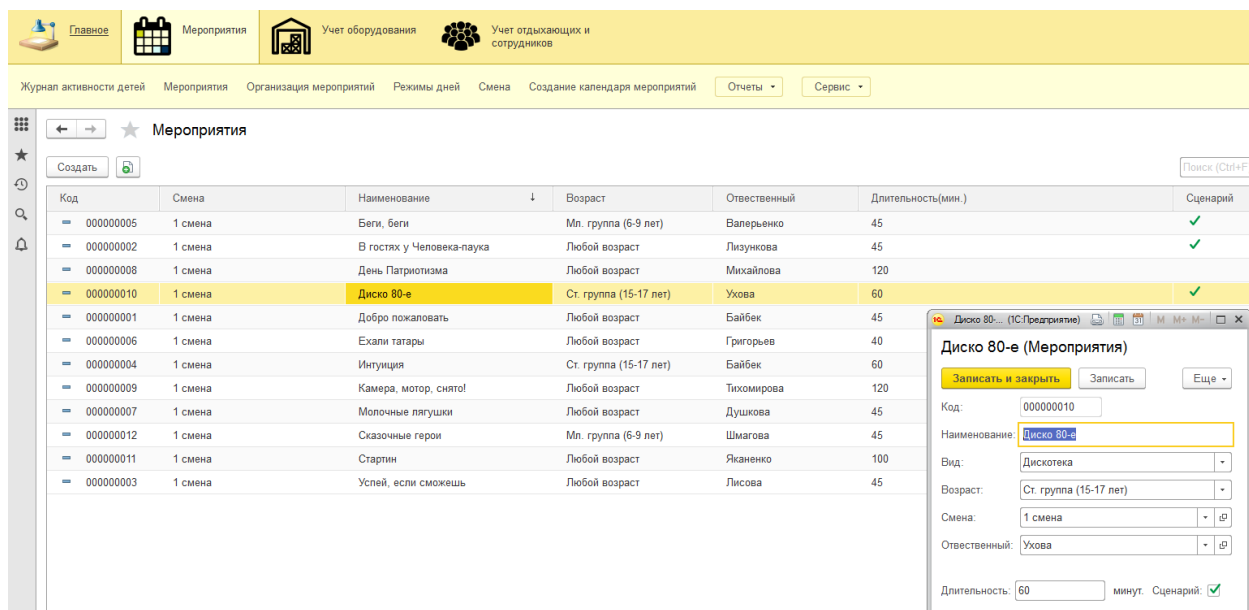 Главное Мероприятия Учет оборудования Учет отдыхающих и
сотрудников
Журнал активности детей Мероприятия Организация мероприятий Режимы дней Смена Создание календаря мероприятий Отчеты Сервис
Мероприятия
Создать Поиск (Ctrl+F
Код Смена Наименование ↓ Возраст Отвественный Длительность(мин.) Сценарий
000000005 1 смена Беги, беги Мл. группа (6-9 лет) Валерьенко 45
000000002 1 смена В гостях у Человека-паука Любой возраст Лизункова 45
000000008 1 смена День Патриотизма Любой возраст Михайлова 120
000000010 1 смена Диско 80-е Ст. группа (15-17 лет) Ухова 60
000000001 1 смена Добро пожаловать Любой возраст Байбек 45
000000006 1 смена Ехали татары Любой возраст Григорьев 40
000000004 1 смена Интуиция Ст. группа (15-17 лет) Байбек 60
000000009 1 смена Камера, мотор, снято! Любой возраст Тихомирова 120
000000007 1 смена Молочные лягушки Любой возраст Душкова 45
000000012 1 смена Сказочные герои Мл. группа (6-9 лет) Шмагова 45
000000011 1 смена Стартин Любой возраст Яканенко 100
000000003 1 смена Успей, если сможешь Любой возраст Лисова 45
1С Диско 80-... (1С:Предприятие) 31 M M+ M-
Диско 80-е (Мероприятия)
Записать и закрыть Записать Еще
Код: 000000010
Наименование: Диско 80-е
Вид: Дискотека
Возраст: Ст. группа (15-17 лет)
Смена: 1 смена
Отвественный: Ухова
Длительность: 60 минут. Сценарий: